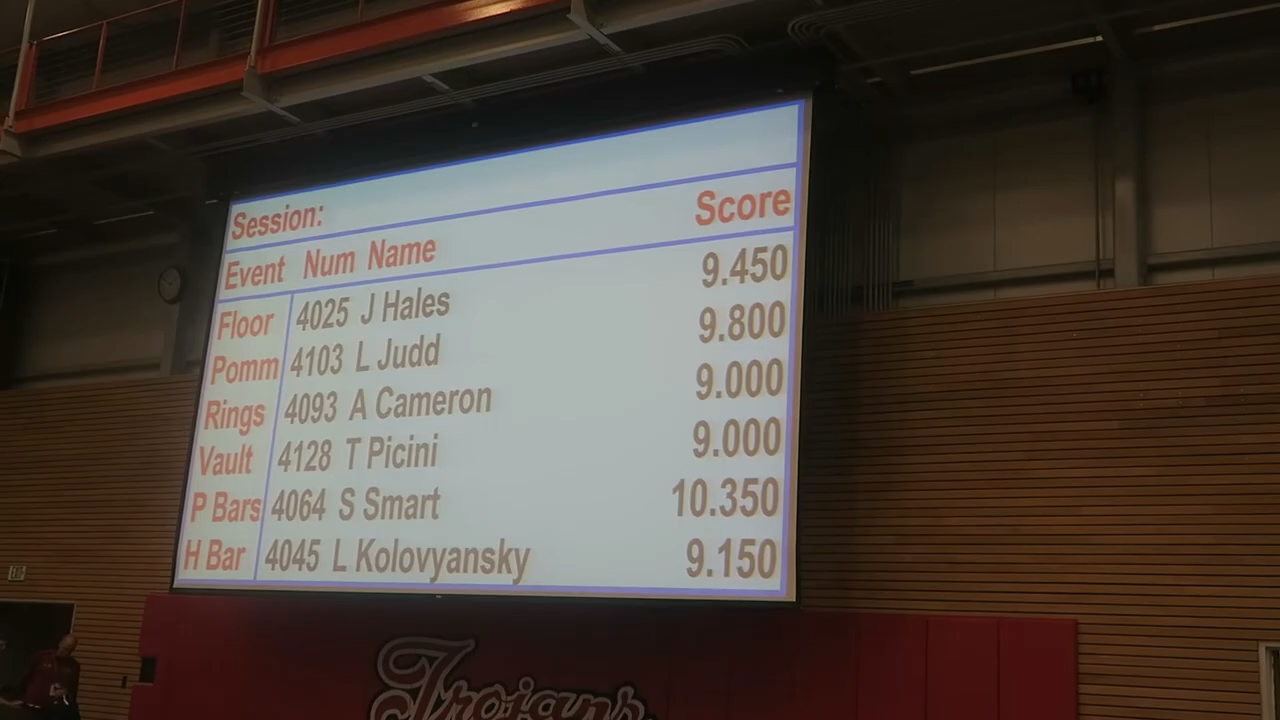 Session:
Event Num Name Score
Floor 4025 J Hales 9.450
Pomm 4103 L Judd 9.800
Rings 4093 A Cameron 9.000
Vault 4128 T Picini 9.000
P Bars 4064 S Smart 10.350
H Bar 4045 L Kolovyansky 9.150
Trojans